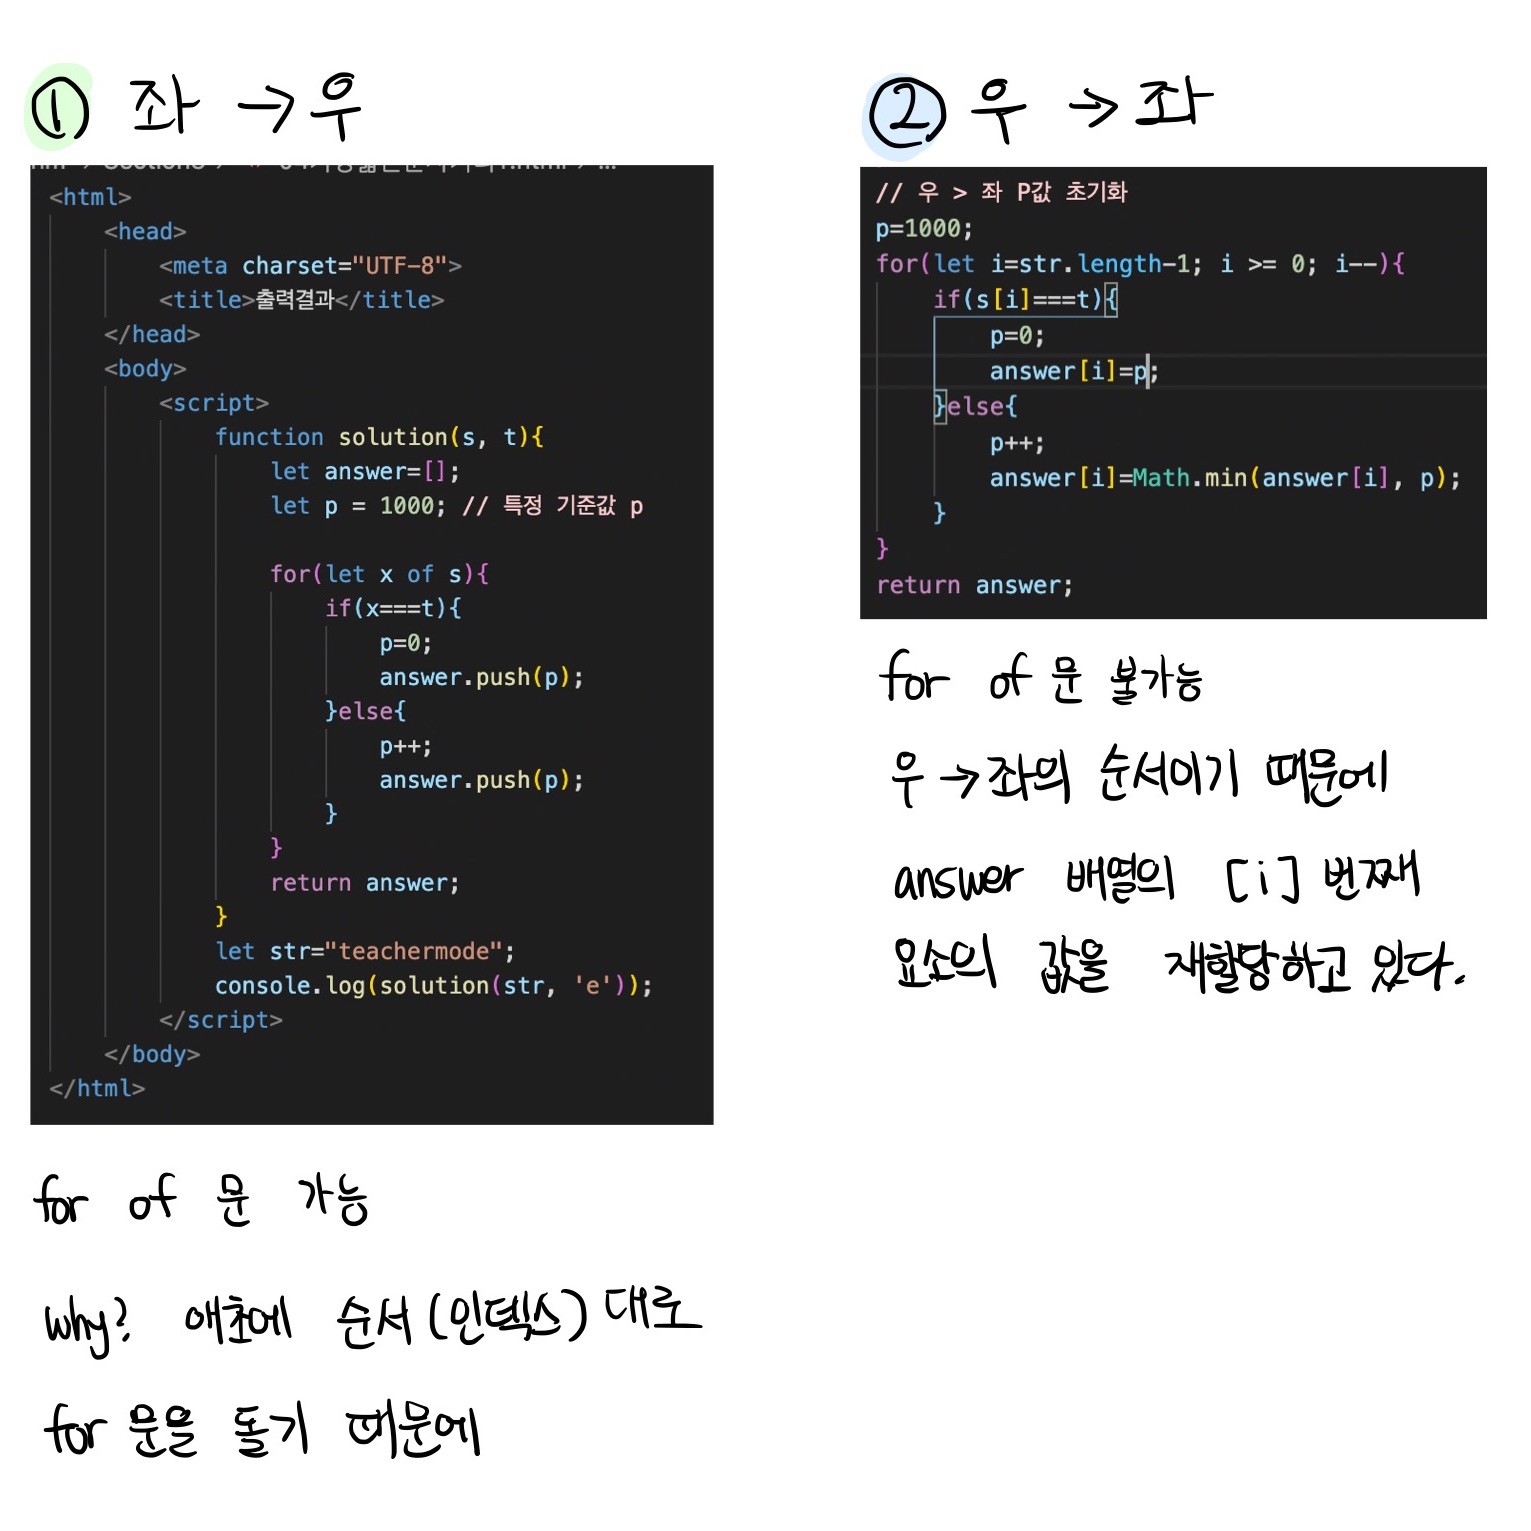 ① 좌 → 우
<html>
<head>
<meta charset="UTF-8">
<title>출력결과</title>
</head>
<body>
<script>
function solution(s, t){
let answer=[];
let p = 1000; // 특정 기준값 p
for(let x of s){
if(x===t){
p=0;
answer.push(p);
}else{
p++;
answer.push(p);
}
}
return answer;
}
let str="teachermode";
console.log(solution(str, 'e'));
</script>
</body>
</html>
for of 문 가능
why? 애초에 순서(인덱스)대로
for 문을 돌기 때문에
② 우 → 좌
// 우 > 좌 P값 초기화
p=1000;
for(let i=str.length-1; i >= 0; i--){
if(s[i]===t){
p=0;
answer[i]=p;
}else{
p++;
answer[i]=Math.min(answer[i], p);
}
}
return answer;
for of 문 불가능
우 → 좌의 순서이기 때문에
answer 배열의 [i] 번째
요소의 값을 재할당하고 있다.